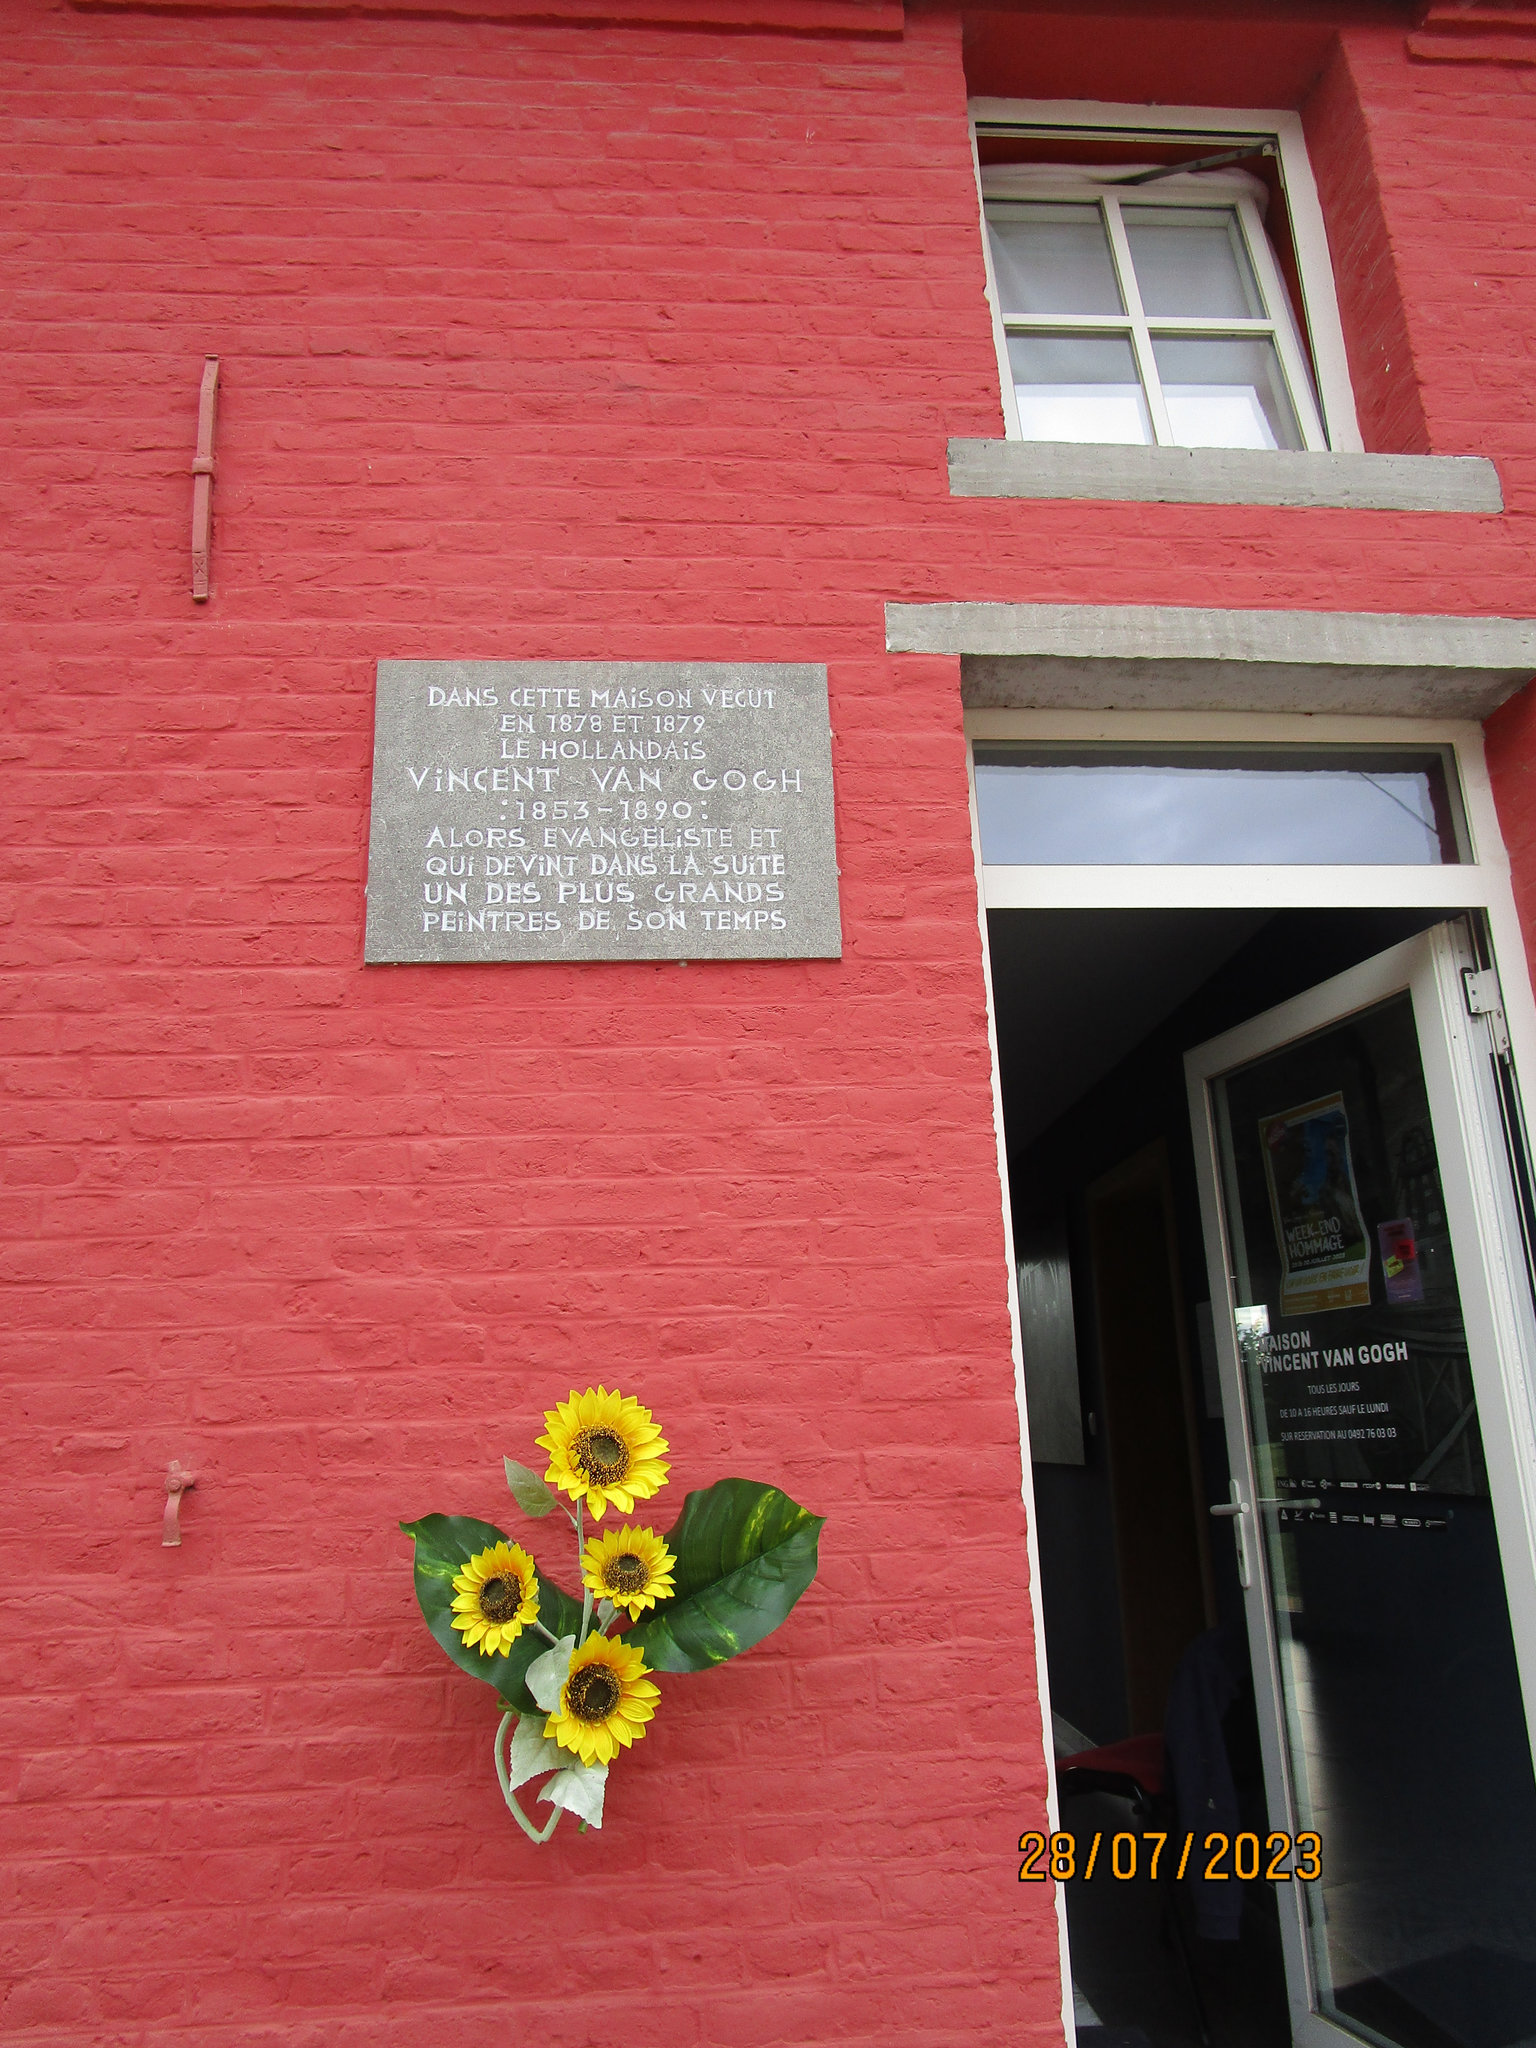 DANS CETTE MAiSON VECUT
EN 1878 ET 1879
LE HOLLANDAiS
ViNCENT VAN GOGH
:1853-1890:
ALORS EVANGELiSTE ET
QUi DEViNT DANS LA SUiTE
UN DES PLUS GRANDS
PEiNTRES DE SON TEMPS
WEEK-END
HOMMAGE
MAISON
VINCENT VAN GOGH
TOUS LES JOURS
DE 10 A 16 HEURES SAUF LE LUNDI
SUR RESERVATION AU 0492 76 03 03
ING
28/07/2023